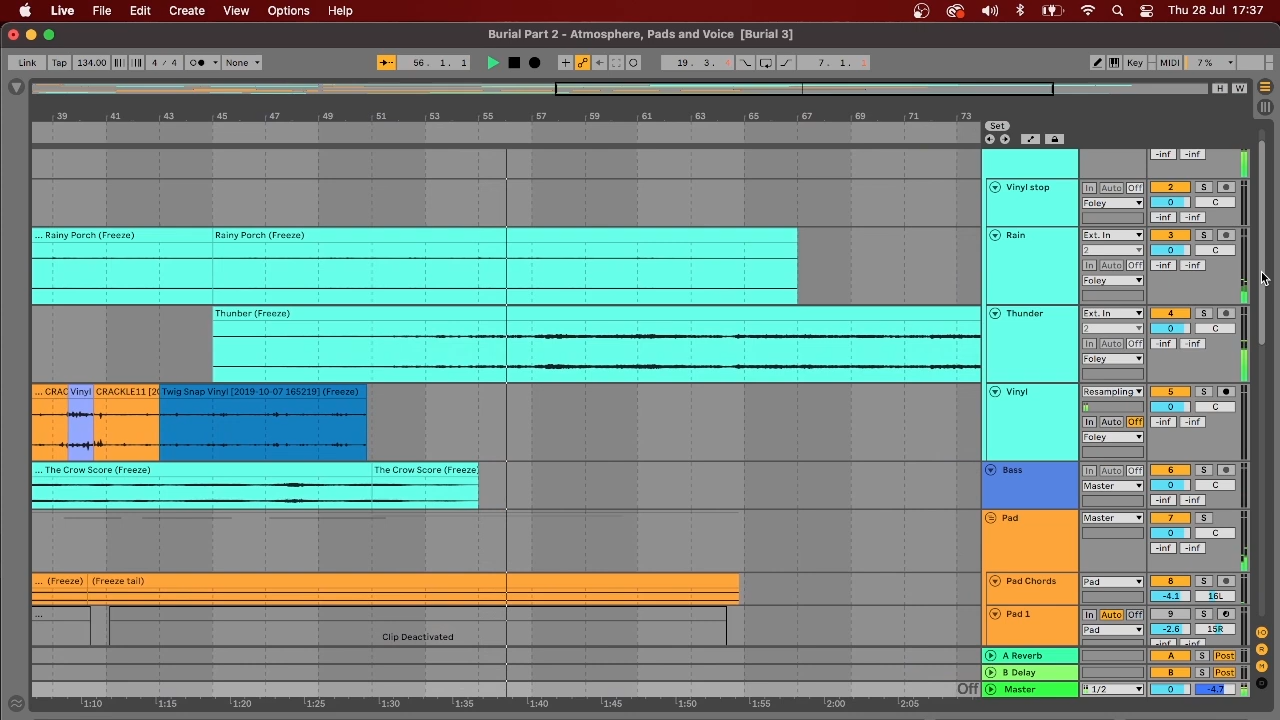 Live File Edit Create View Options Help Thu 28 Jul 17:37
Burial Part 2 - Atmosphere, Pads and Voice [Burial 3]
Link Tap 134.00 4 / 4 None 56. 1. 1 19. 3. 4 7. 1. 1 Key MIDI 7 %
H W
39 41 43 45 47 49 51 53 55 57 59 61 63 65 67 69 71 73
Set
-inf -inf
Vinyl stop In Auto Off 2 S
Foley 0 C
-inf -inf
... Rainy Porch (Freeze) Rainy Porch (Freeze) Rain Ext. In 3 S
2 0 C
In Auto Off -inf -inf
Foley
Thunber (Freeze) Thunder Ext. In 4 S
2 0 C
In Auto Off -inf -inf
Foley
... CRAC Vinyl CRACKLE11 [20 Twig Snap Vinyl [2019-10-07 165219] (Freeze) Vinyl Resampling 5 S
0 C
In Auto Off -inf -inf
Foley
... The Crow Score (Freeze) The Crow Score (Freeze) Bass In Auto Off 6 S
Master 0 C
-inf -inf
Pad Master 7 S
0 C
-inf -inf
... (Freeze) (Freeze tail) Pad Chords Pad 8 S
-4.1 16L
... Pad 1 In Auto Off 9 S
Clip Deactivated Pad -2.6 15R
-inf -inf
A Reverb A S Post
B Delay B S Post
Off Master 1/2 0 -4.7
1:10 1:15 1:20 1:25 1:30 1:35 1:40 1:45 1:50 1:55 2:00 2:05